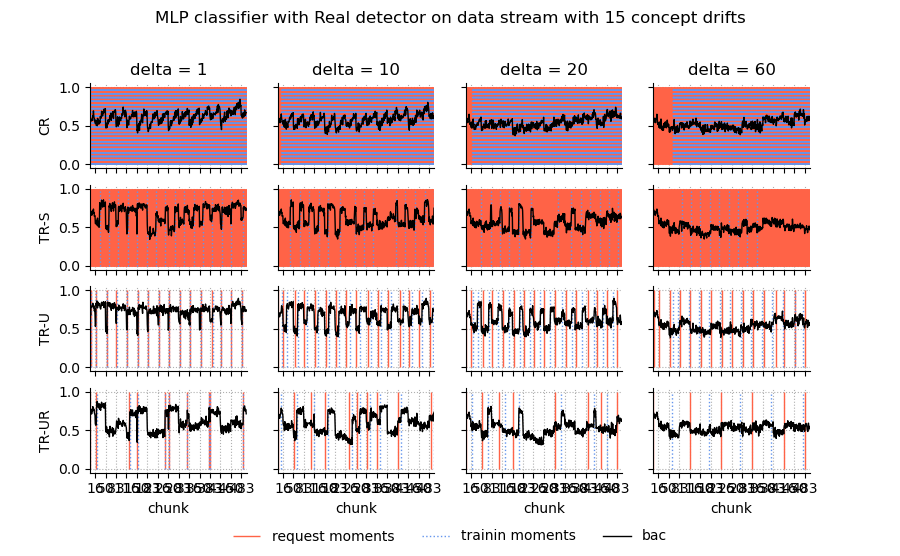 MLP classifier with Real detector on data stream with 15 concept drifts
delta = 1 delta = 10 delta = 20 delta = 60
CR 1.0 0.5 0.0
TR-S 1.0 0.5 0.0
TR-U 1.0 0.5 0.0
TR-UR 1.0 0.5 0.0
chunk chunk chunk chunk
request moments trainin moments bac